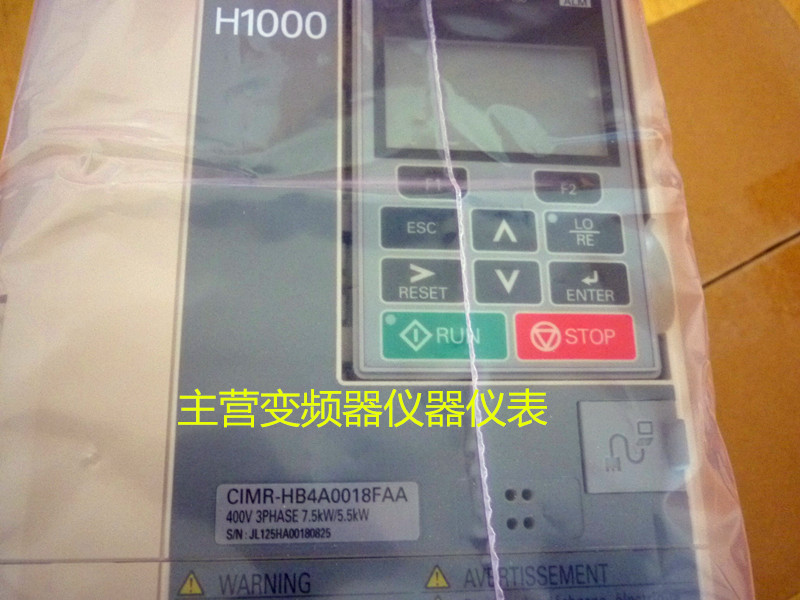 H1000
ALM
F1
F2
ESC
LO
RE
RESET
ENTER
RUN
STOP
主营变频器仪器仪表
CIMR-HB4A0018FAA
400V 3PHASE 7.5kW/5.5kW
S/N : JL125HA00180825
WARNING
AVERTISSEMENT